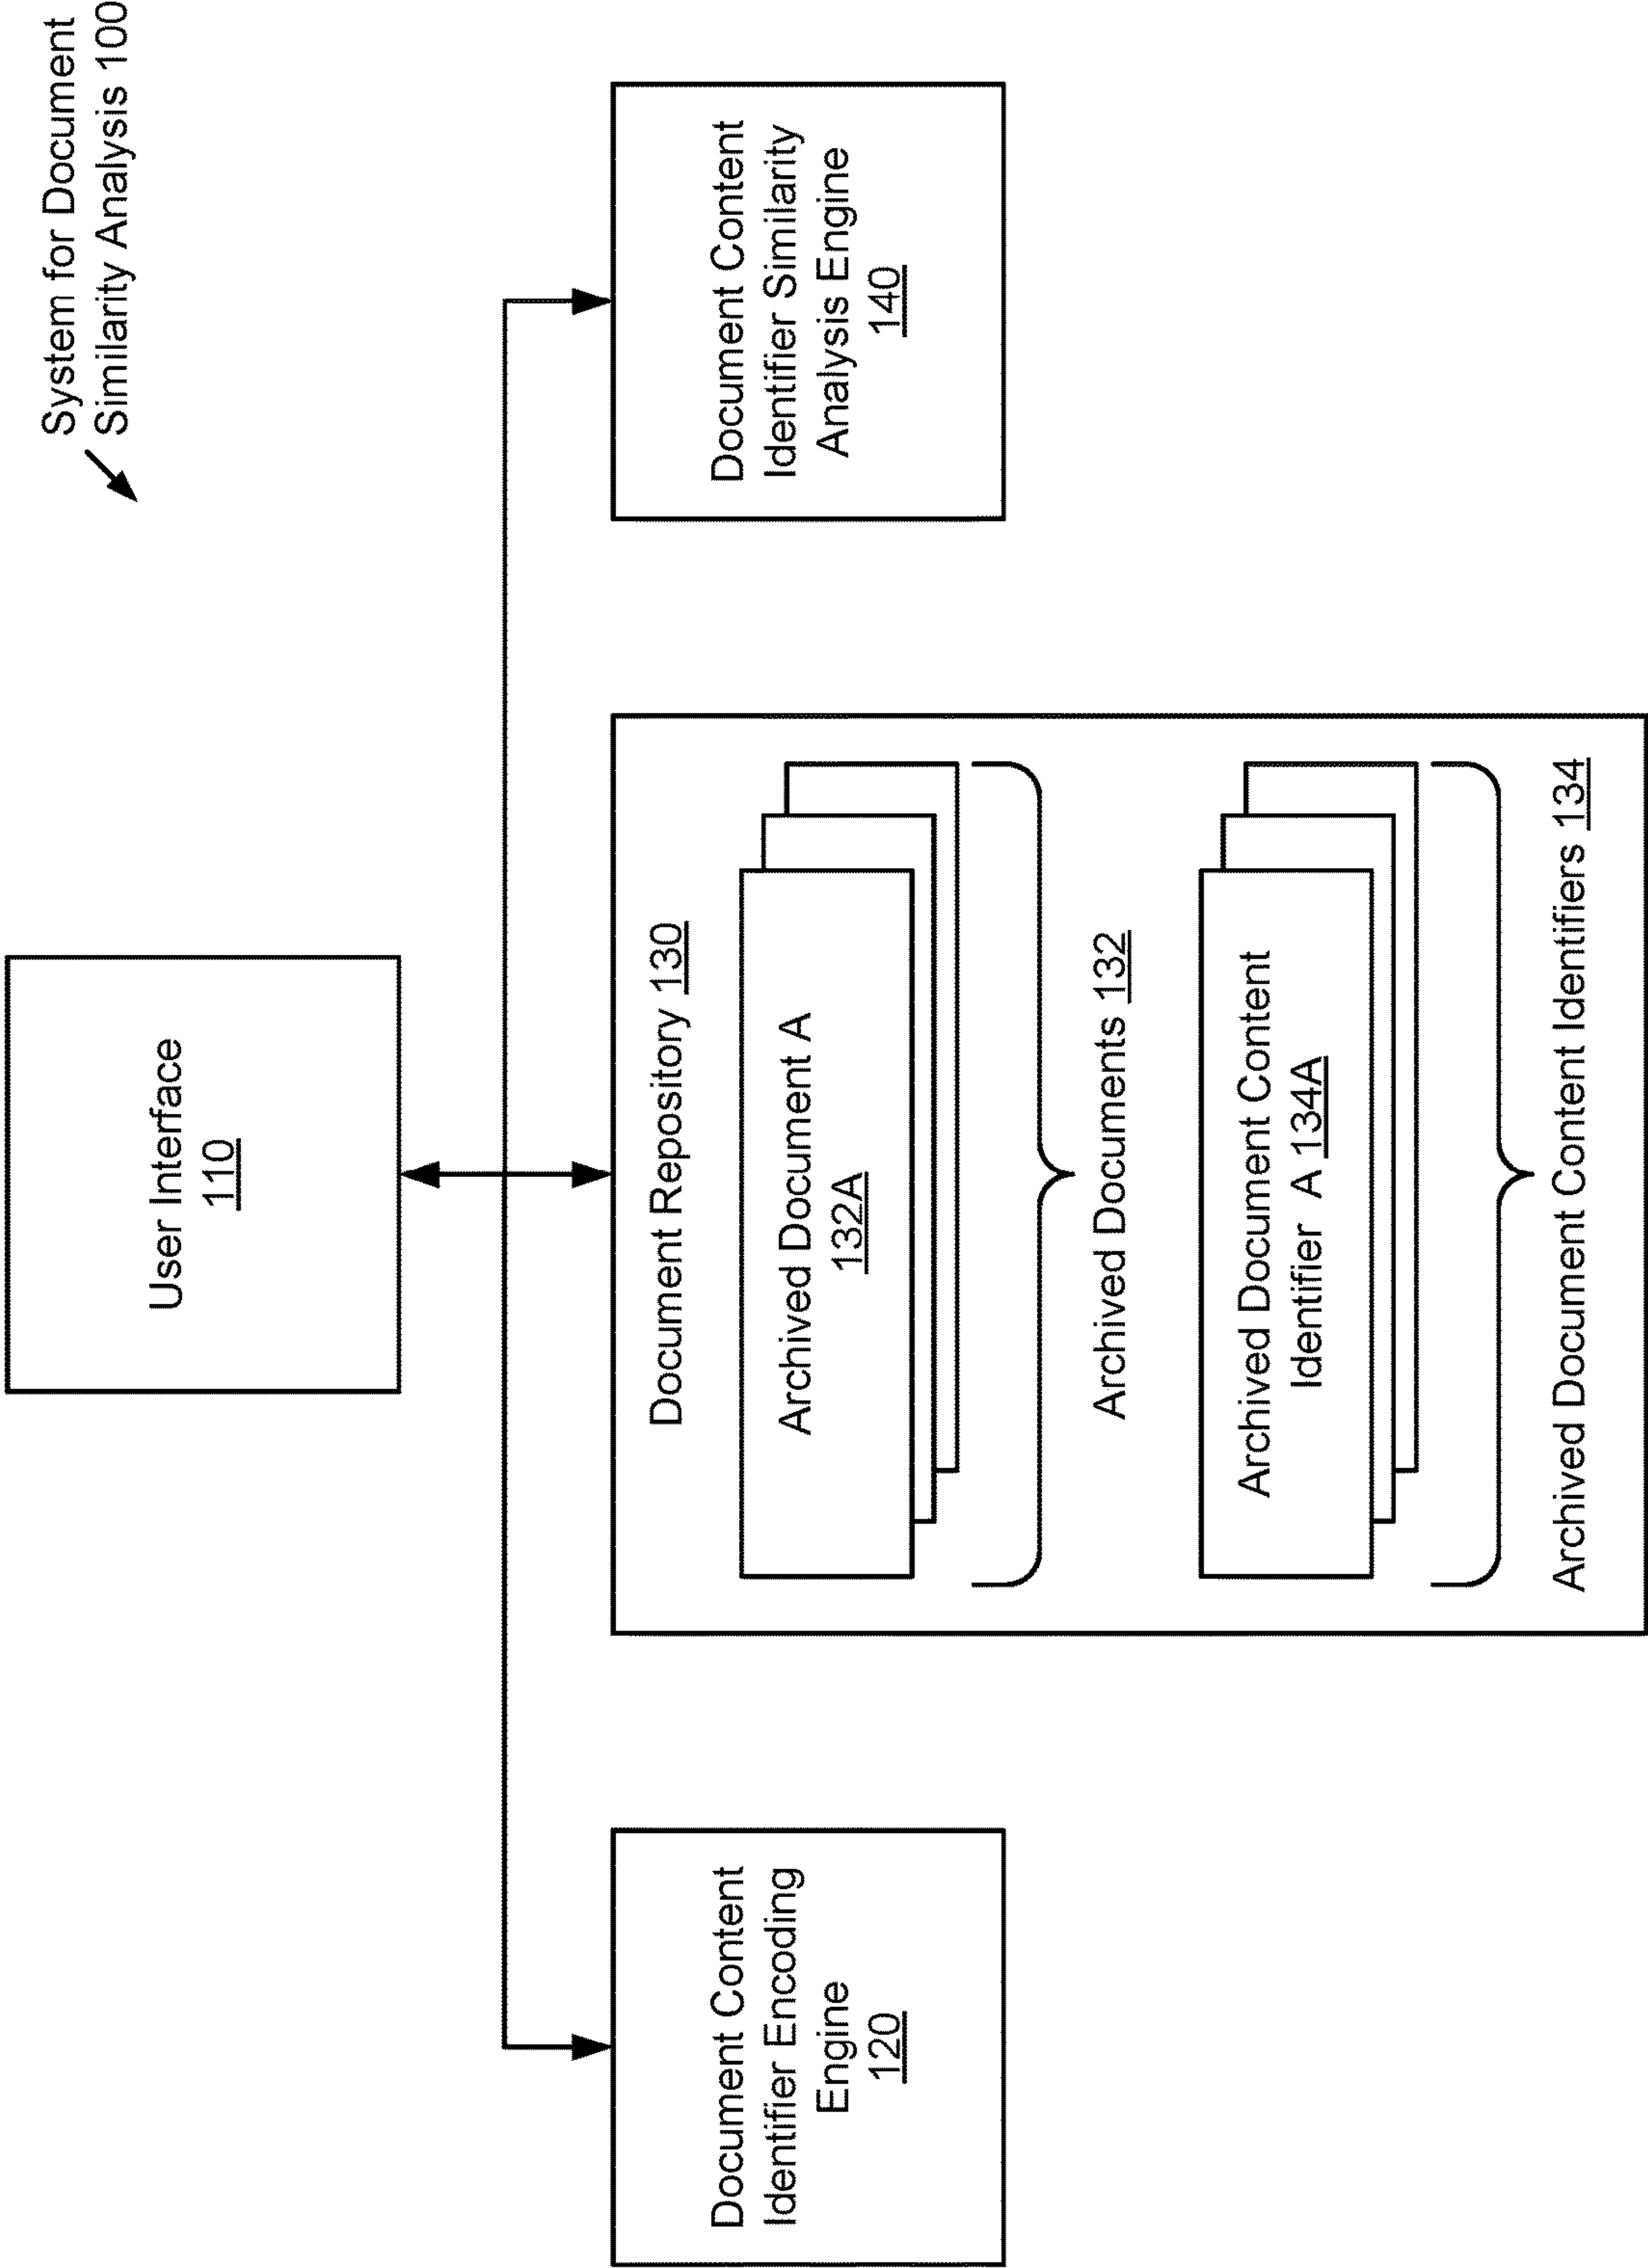 System for Document
Similarity Analysis 100
User Interface
110
Document Content
Identifier Encoding
Engine
120
Document Repository 130
Archived Document A
132A
Archived Documents 132
Archived Document Content
Identifier A 134A
Archived Document Content Identifiers 134
Document Content
Identifier Similarity
Analysis Engine
140